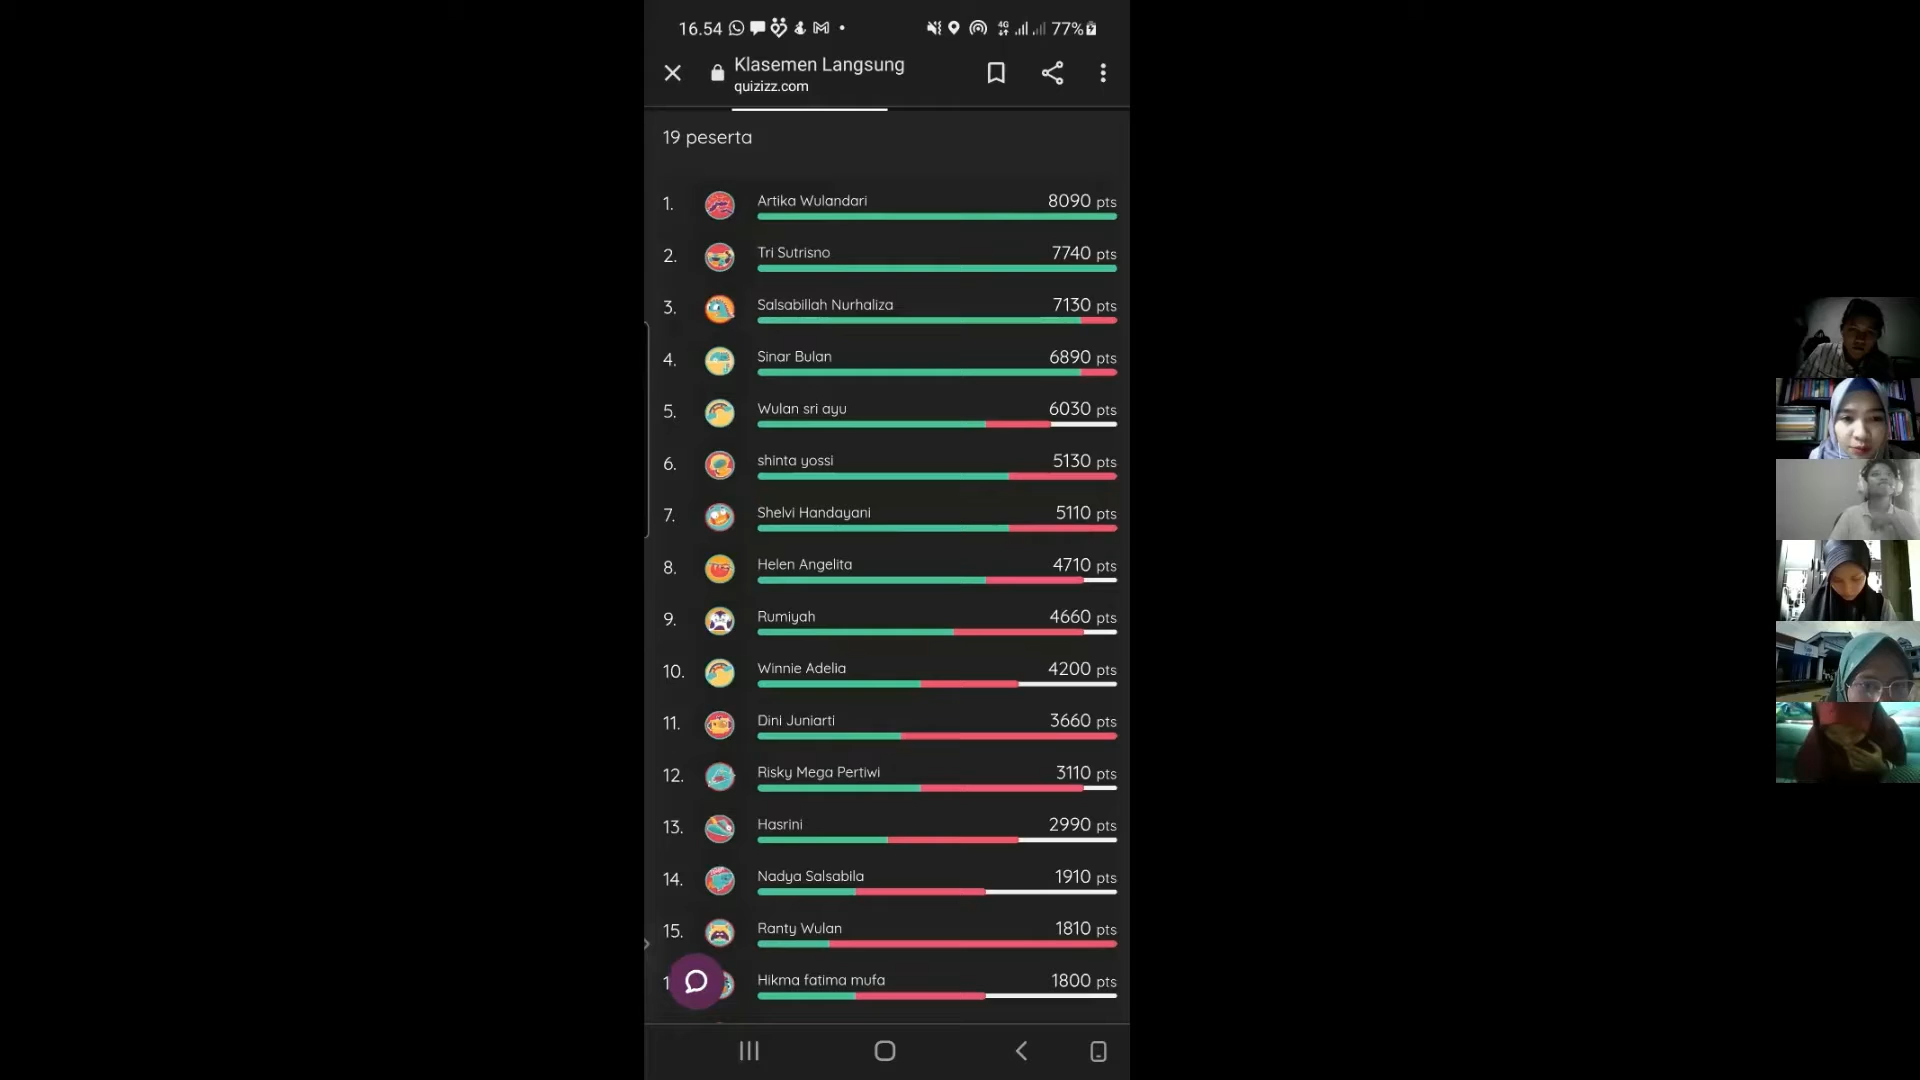 16.54 4G 77%
Klasemen Langsung
quizizz.com
19 peserta
1. Artika Wulandari 8090 pts
2. Tri Sutrisno 7740 pts
3. Salsabillah Nurhaliza 7130 pts
4. Sinar Bulan 6890 pts
5. Wulan sri ayu 6030 pts
6. shinta yossi 5130 pts
7. Shelvi Handayani 5110 pts
8. Helen Angelita 4710 pts
9. Rumiyah 4660 pts
10. Winnie Adelia 4200 pts
11. Dini Juniarti 3660 pts
12. Risky Mega Pertiwi 3110 pts
13. Hasrini 2990 pts
14. Nadya Salsabila 1910 pts
15. Ranty Wulan 1810 pts
Hikma fatima mufa 1800 pts